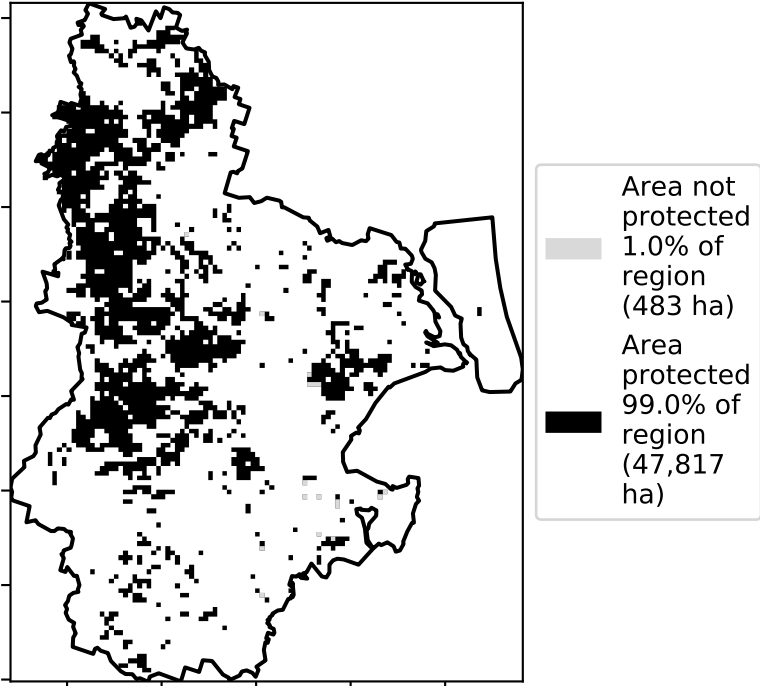 Area not
protected
1.0% of
region
(483 ha)
Area
protected
99.0% of
region
(47,817
ha)